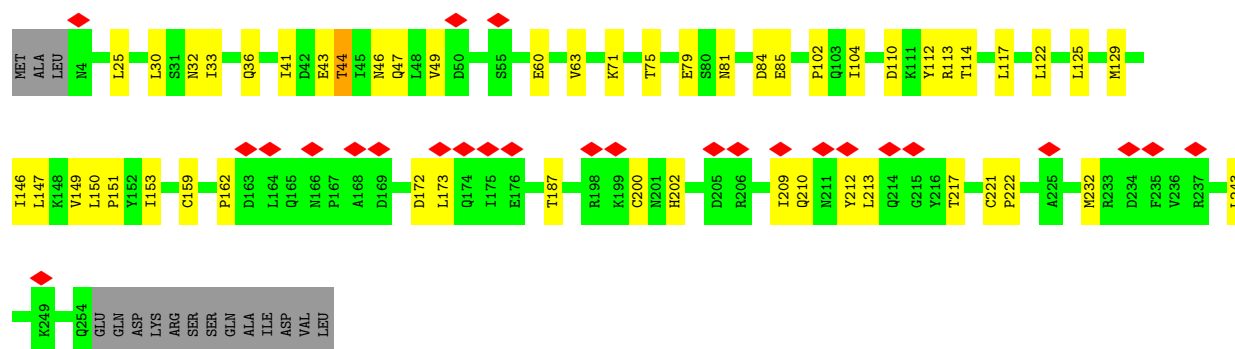 MET ALA LEU N4 L25 L30 S31 N32 I33 Q36 I41 D42 E43 T44 I45 N46 Q47 L48 V49 D50 S55 E60 V63 K71 T75 E79 S80 N81 D84 E85 P102 Q103 I104 D110 K111 Y112 R113 T114 L117 L122 L125 M129
I146 L147 K148 V149 L150 P151 Y152 I153 C159 P162 D163 L164 Q165 N166 P167 A168 D169 D172 L173 Q174 I175 E176 T187 R198 K199 C200 N201 H202 D205 R206 I209 Q210 N211 Y212 L213 Q214 G215 Y216 T217 C221 P222 A225 M232 R233 D234 F235 V236 R237
K249 Q254 GLU GLN ASP LYS ARG SER SER GLN ALA ILE ASP VAL LEU